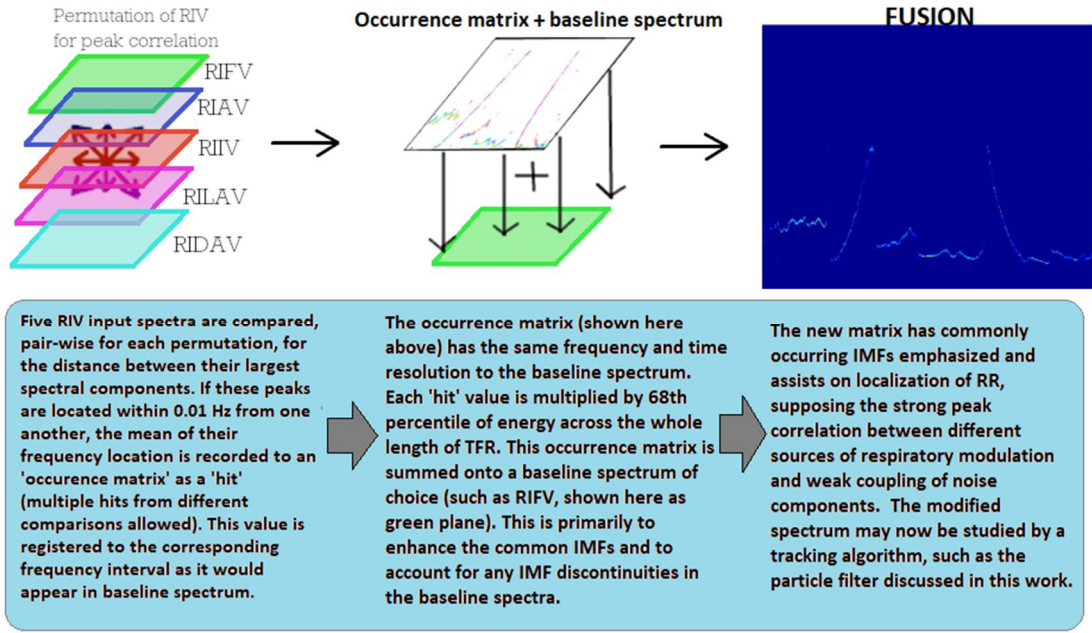 Permutation of RIV
for peak correlation
RIFV
RIAV
RIIV
RILAV
RIDAV
Occurrence matrix + baseline spectrum
+
FUSION
Five RIV input spectra are compared,
pair-wise for each permutation, for
the distance between their largest
spectral components. If these peaks
are located within 0.01 Hz from one
another, the mean of their
frequency location is recorded to an
'occurence matrix' as a 'hit'
(multiple hits from different
comparisons allowed). This value is
registered to the corresponding
frequency interval as it would
appear in baseline spectrum.
The occurrence matrix (shown here
above) has the same frequency and time
resolution to the baseline spectrum.
Each 'hit' value is multiplied by 68th
percentile of energy across the whole
length of TFR. This occurrence matrix is
summed onto a baseline spectrum of
choice (such as RIFV, shown here as
green plane). This is primarily to
enhance the common IMFs and to
account for any IMF discontinuities in
the baseline spectra.
The new matrix has commonly
occurring IMFs emphasized and
assists on localization of RR,
supposing the strong peak
correlation between different
sources of respiratory modulation
and weak coupling of noise
components. The modified
spectrum may now be studied by a
tracking algorithm, such as the
particle filter discussed in this work.